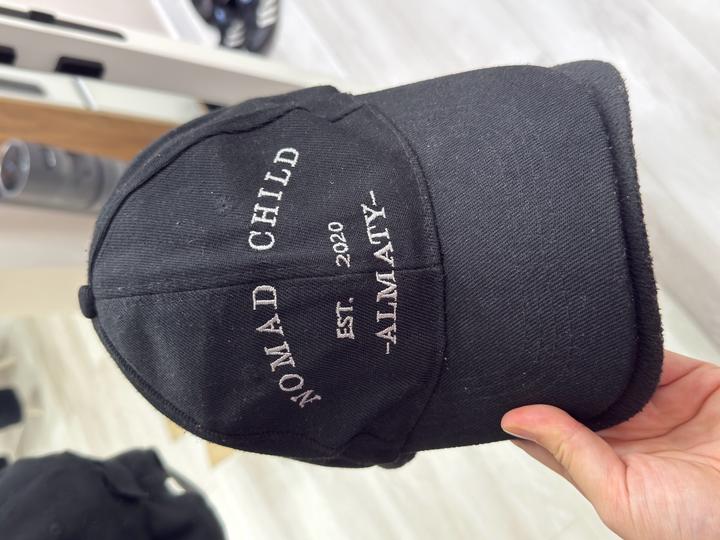 NOMAD CHILD
EST. 2020
-ALMATY-